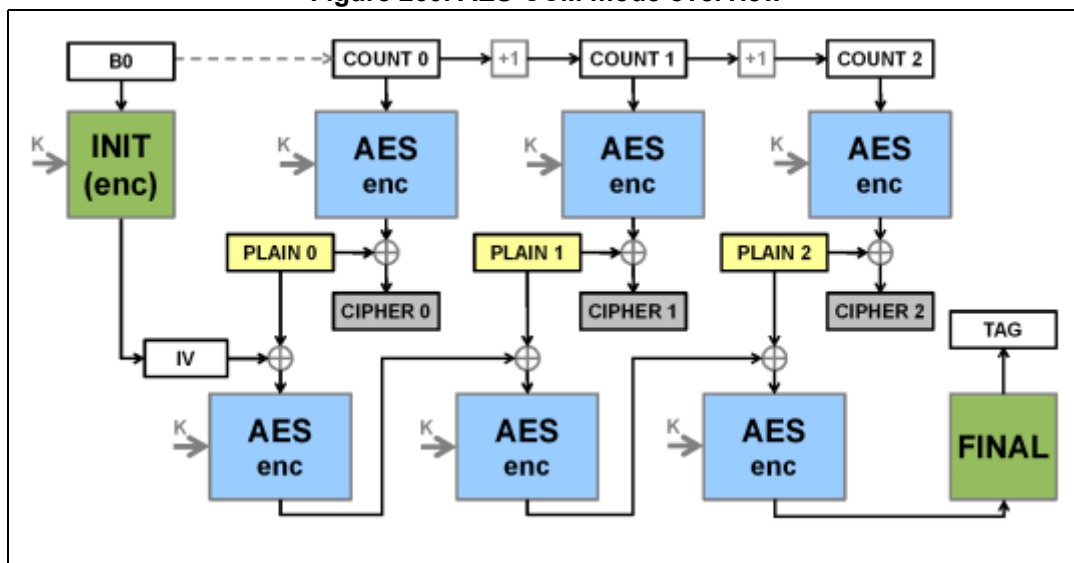 B0
COUNT 0
+1
COUNT 1
+1
COUNT 2
K
INIT
(enc)
K
AES
enc
K
AES
enc
K
AES
enc
PLAIN 0
PLAIN 1
PLAIN 2
CIPHER 0
CIPHER 1
CIPHER 2
TAG
IV
K
AES
enc
K
AES
enc
K
AES
enc
FINAL